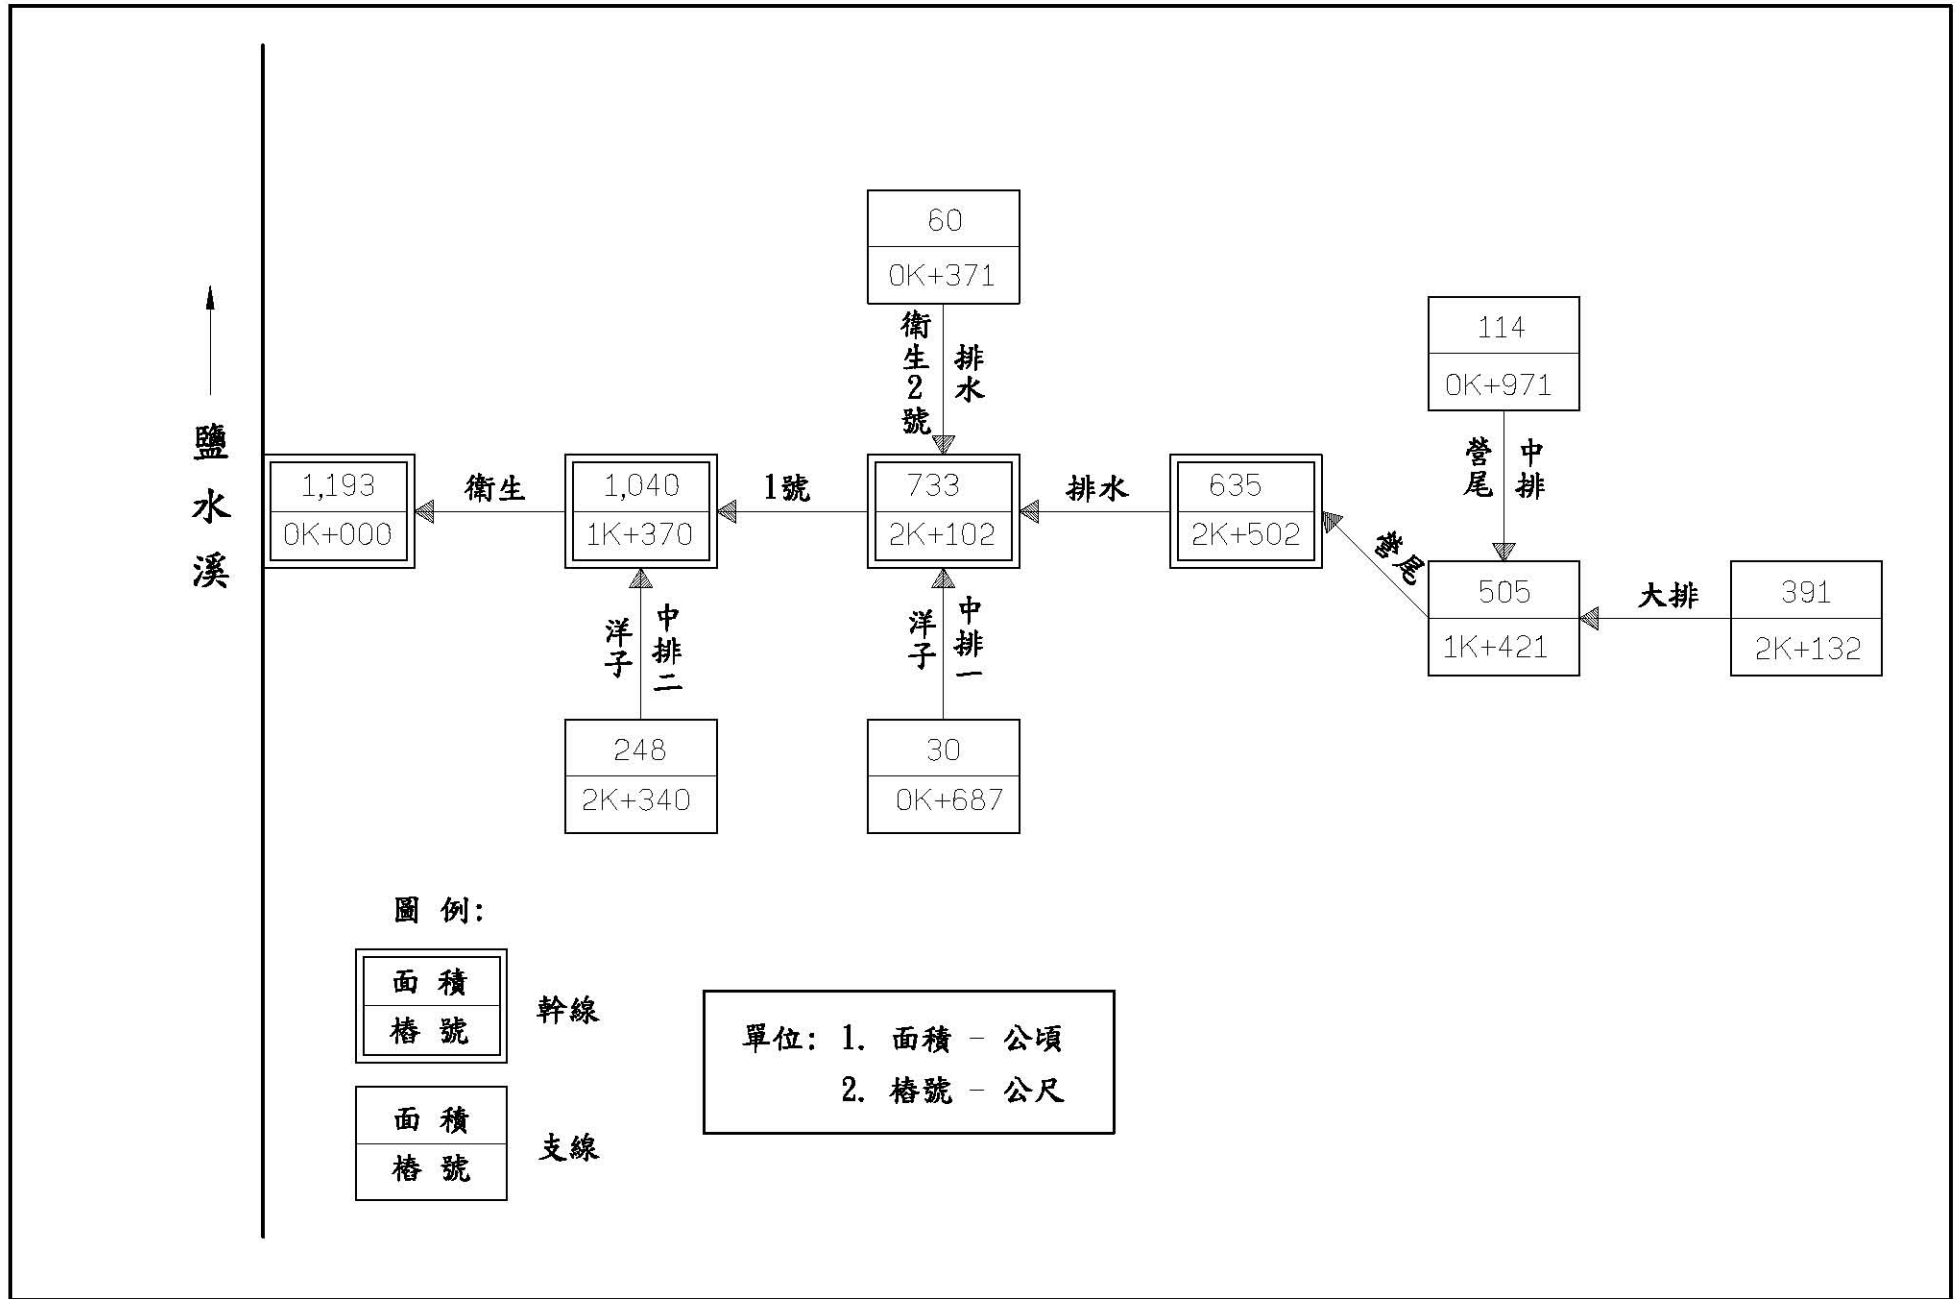 鹽水溪
60
0K+371
衛生2號
排水
114
0K+971
營尾
中排
1,193
0K+000
衛生
1,040
1K+370
1號
733
2K+102
排水
635
2K+502
營尾
505
1K+421
大排
391
2K+132
洋子
中排二
洋子
中排一
248
2K+340
30
0K+687
圖 例:
面 積
樁 號
幹線
面 積
樁 號
支線
單位: 1. 面積 - 公頃
2. 樁號 - 公尺